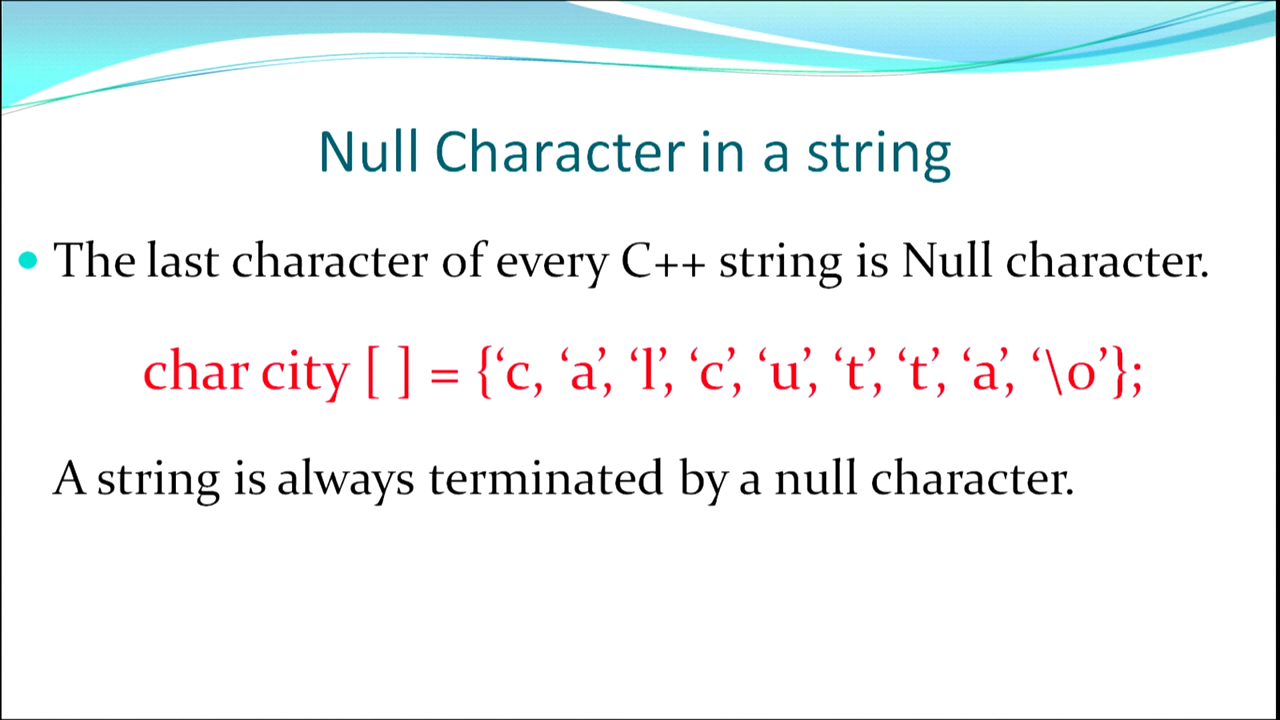 Null Character in a string
• The last character of every C++ string is Null character.
char city [ ] = {‘c, ‘a’, ‘l’, ‘c’, ‘u’, ‘t’, ‘t’, ‘a’, ‘\o’};
A string is always terminated by a null character.